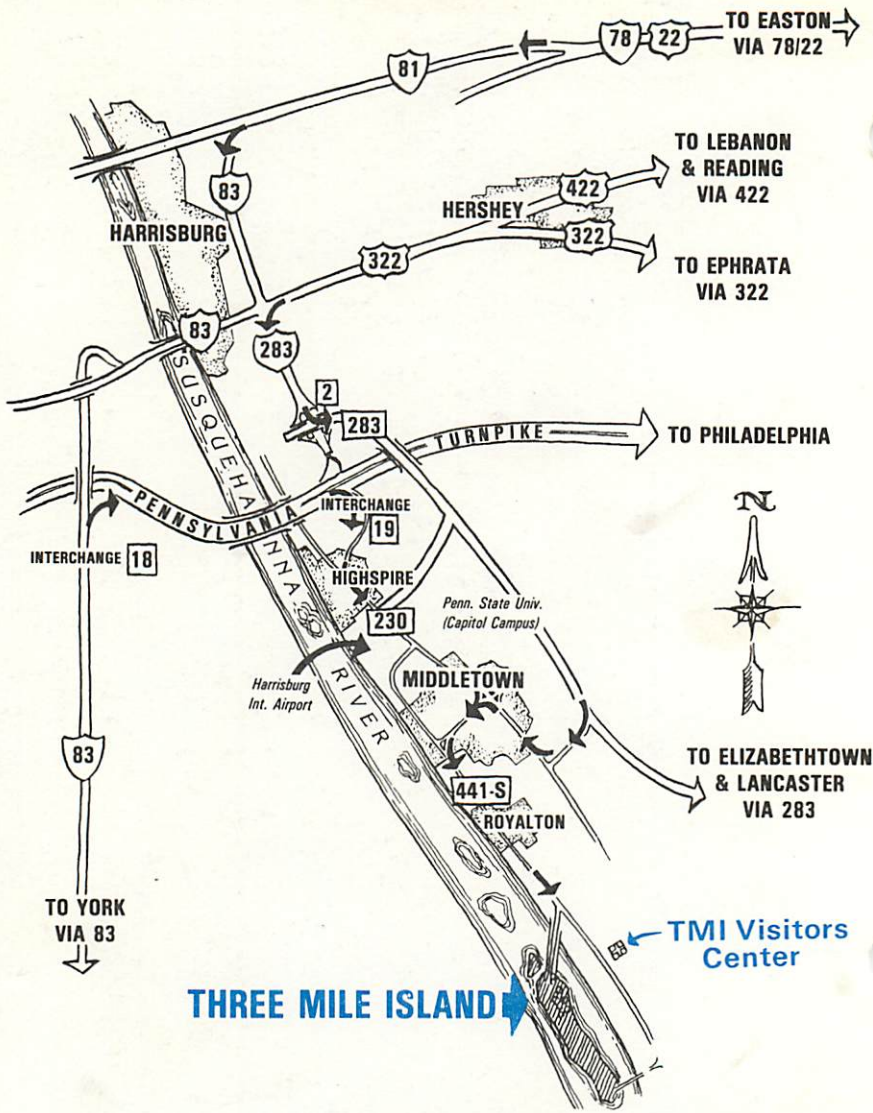 TO EASTON
VIA 78/22
78
22
81
TO LEBANON
& READING
VIA 422
83
422
HERSHEY
HARRISBURG
322
322
TO EPHRATA
VIA 322
83
283
2
283
TURNPIKE
TO PHILADELPHIA
SUSQUEHANNA RIVER
PENNSYLVANIA
INTERCHANGE
19
N
INTERCHANGE 18
HIGHSPIRE
Penn. State Univ.
(Capitol Campus)
230
Harrisburg
Int. Airport
MIDDLETOWN
83
TO ELIZABETHTOWN
& LANCASTER
VIA 283
441-S
ROYALTON
TO YORK
VIA 83
TMI Visitors
Center
THREE MILE ISLAND